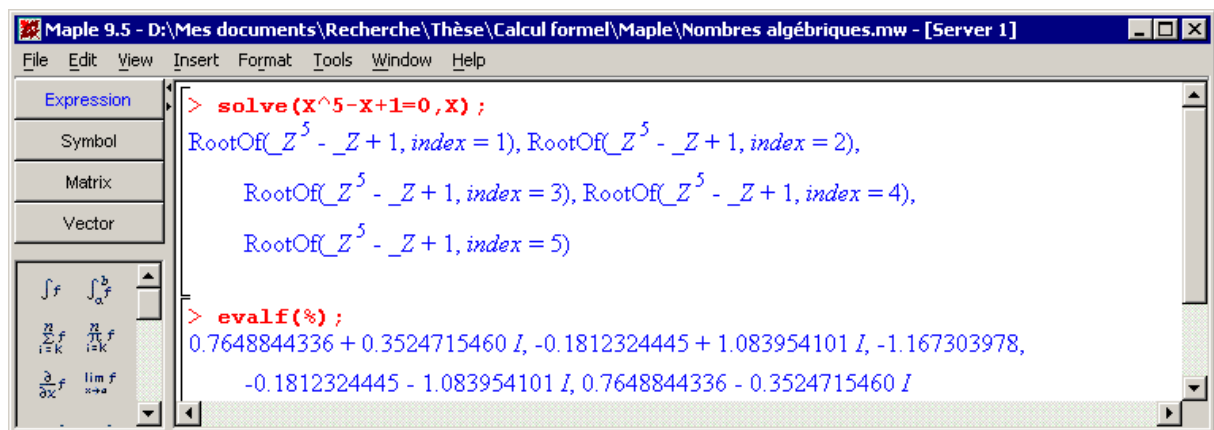 Maple 9.5 - D:\Mes documents\Recherche\Thèse\Calcul formel\Maple\Nombres algébriques.mw - [Server 1]
File Edit View Insert Format Tools Window Help
Expression
Symbol
Matrix
Vector
∫f ∫_a^b f
∑_{i=k}^n f ∏_{i=k}^n f
∂/∂x f lim_{x→a} f
> solve(X^5-X+1=0,X);
RootOf(_Z^5 - _Z + 1, index = 1), RootOf(_Z^5 - _Z + 1, index = 2),
RootOf(_Z^5 - _Z + 1, index = 3), RootOf(_Z^5 - _Z + 1, index = 4),
RootOf(_Z^5 - _Z + 1, index = 5)
> evalf(%);
0.7648844336 + 0.3524715460 I, -0.1812324445 + 1.083954101 I, -1.167303978,
-0.1812324445 - 1.083954101 I, 0.7648844336 - 0.3524715460 I